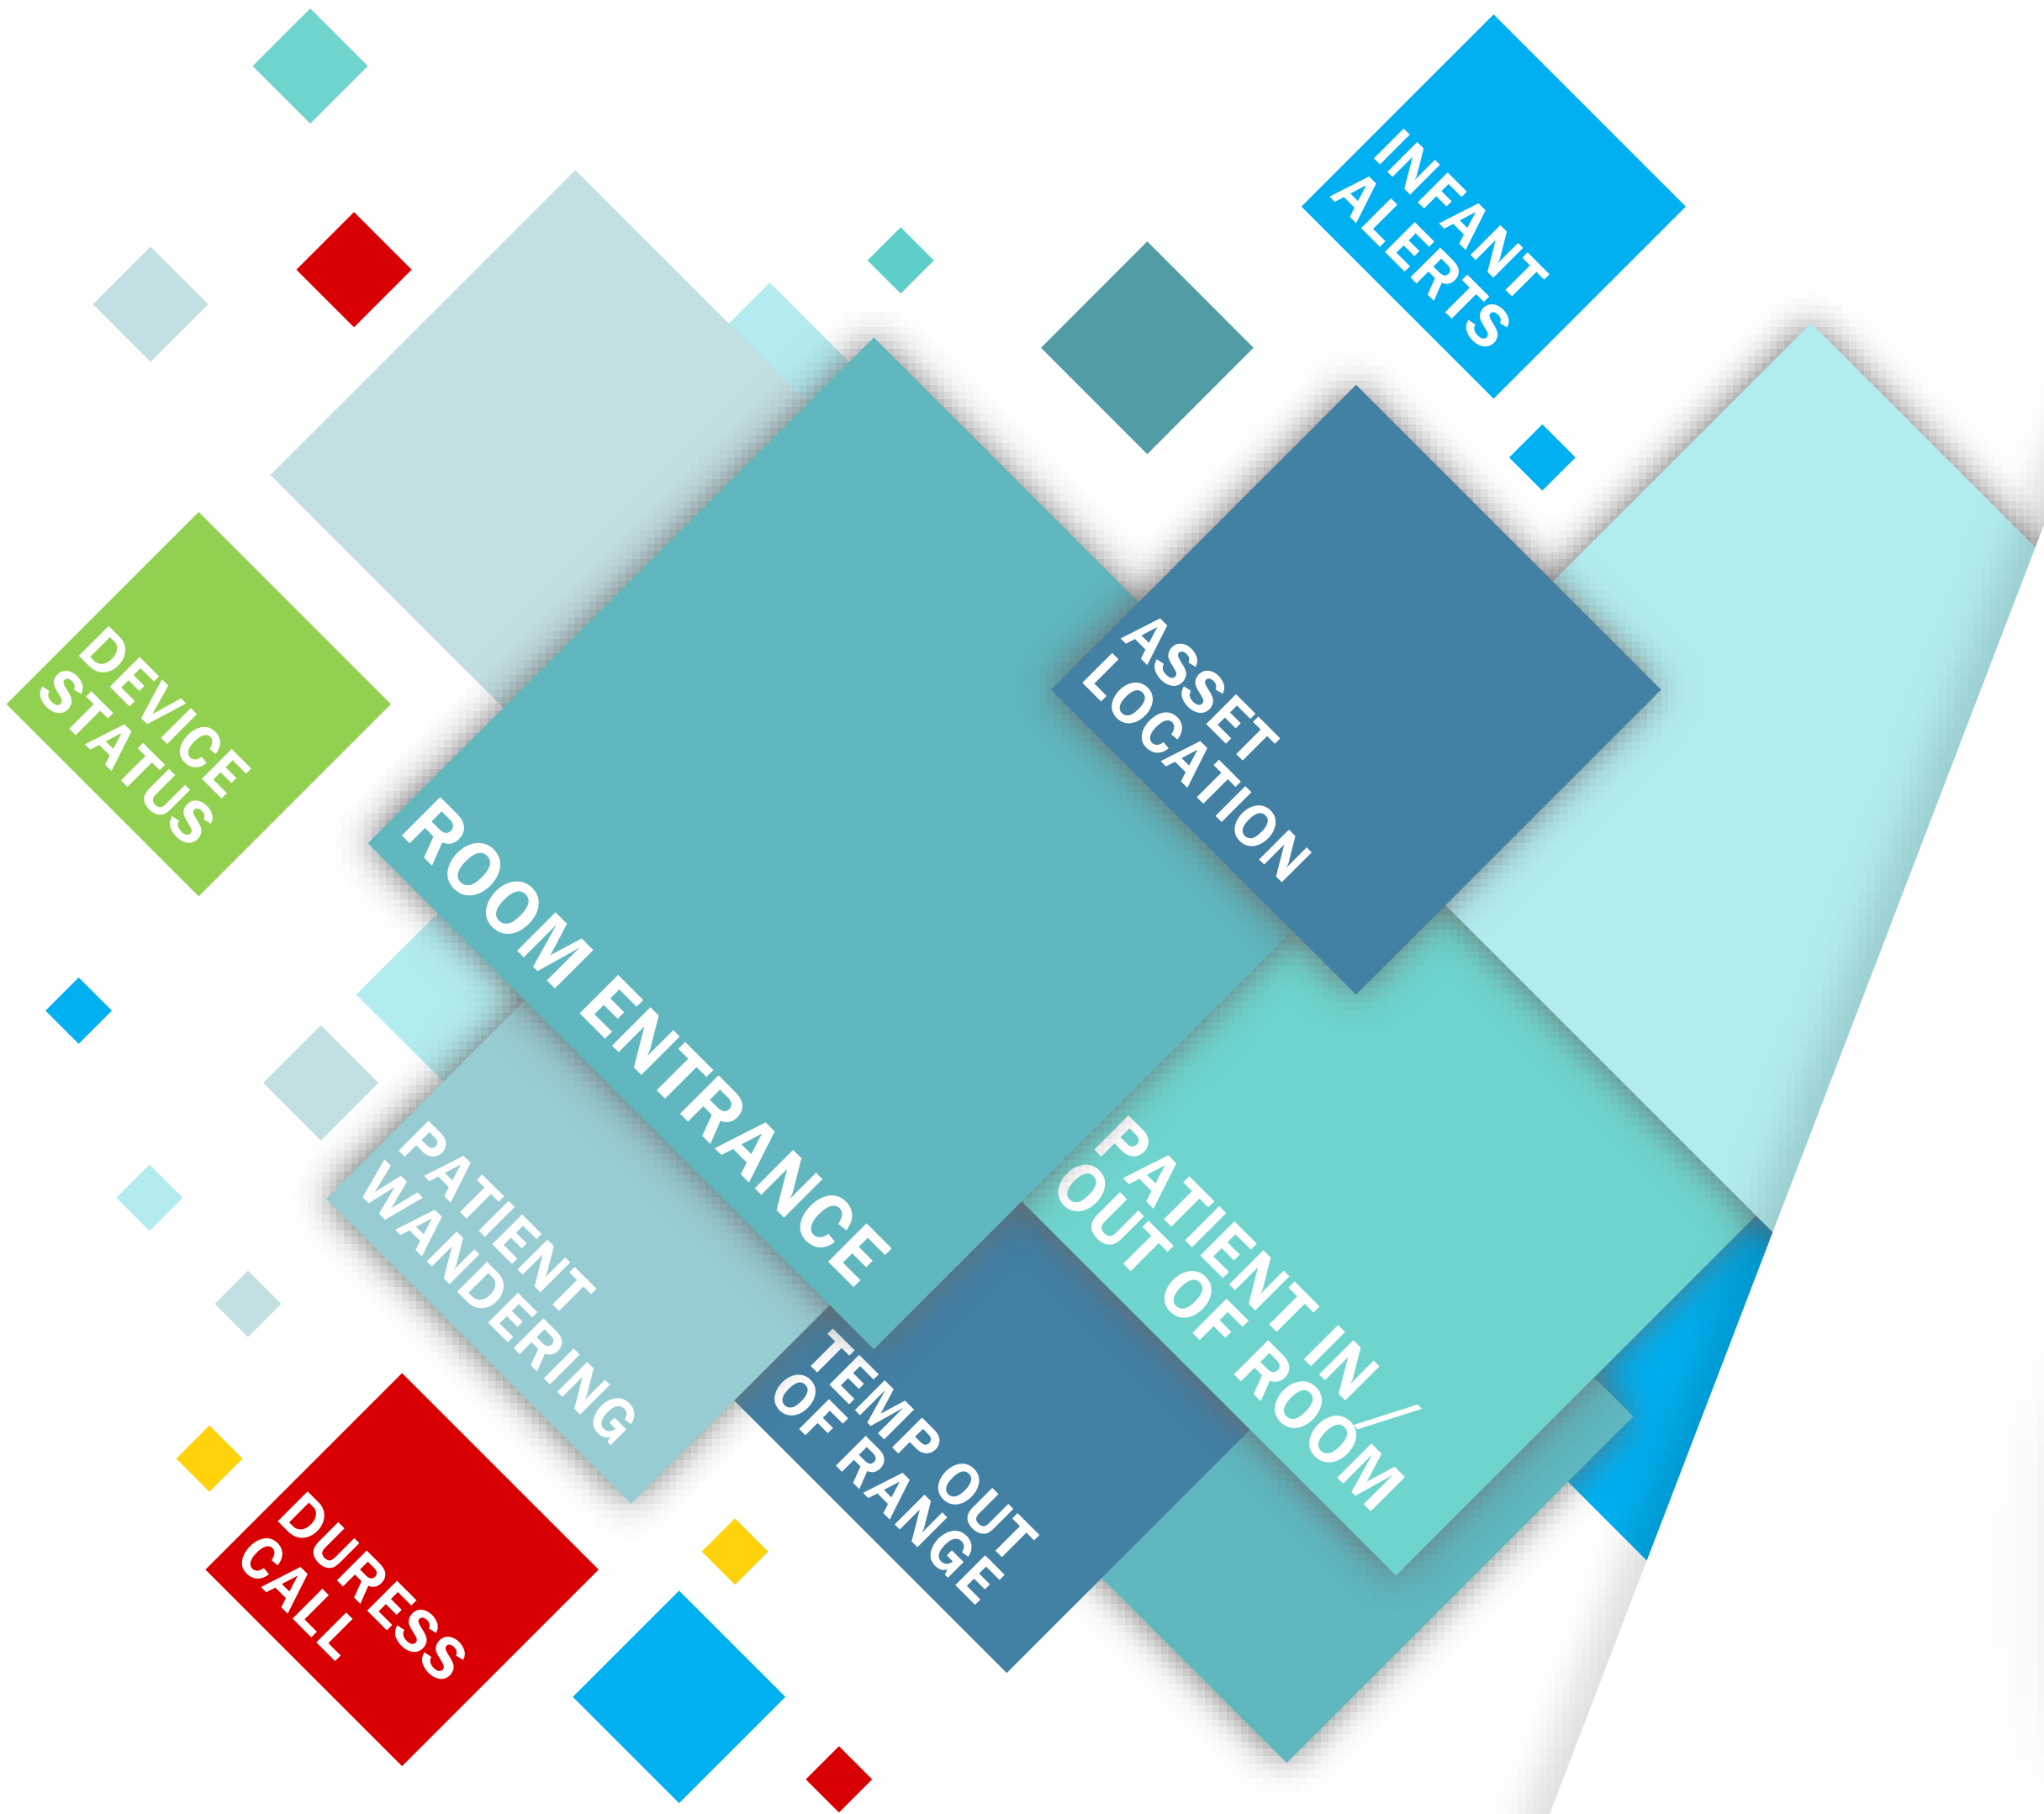 INFANT
ALERTS
DEVICE
STATUS
ASSET
LOCATION
ROOM ENTRANCE
PATIENT
WANDERING
PATIENT IN/
OUT OF ROOM
TEMP OUT
OF RANGE
DURESS
CALL